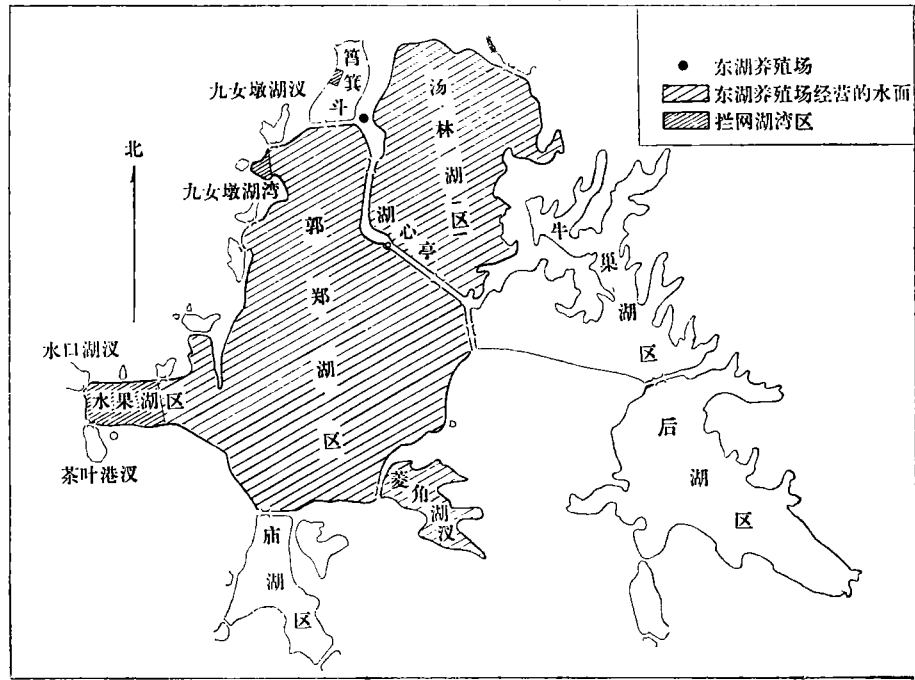 东湖养殖场
东湖养殖场经营的水面
拦网湖湾区
北
筲箕斗
汤林湖区
九女墩湖汊
九女墩湖湾
郭郑湖区
湖心亭
牛巢湖区
水口湖汊
水果湖区
茶叶港汊
菱角湖汊
后湖区
庙湖区